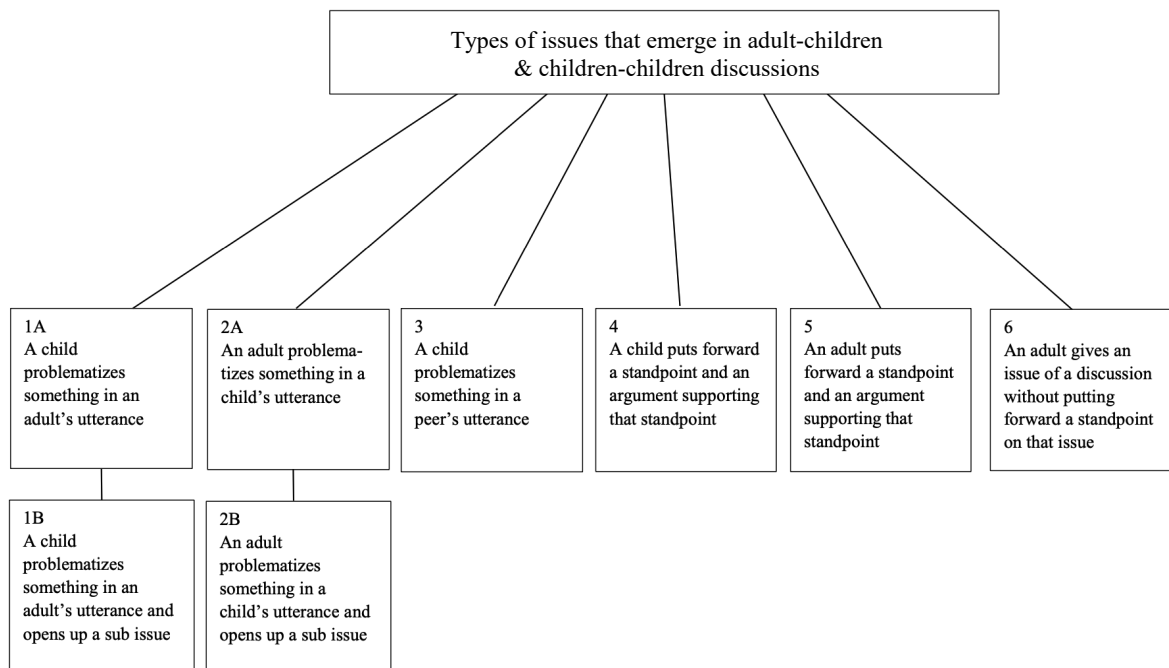 Types of issues that emerge in adult-children
& children-children discussions
1A
A child
problematizes
something in an
adult’s utterance
2A
An adult problema-
tizes something in a
child’s utterance
3
A child
problematizes
something in a
peer’s utterance
4
A child puts forward
a standpoint and an
argument supporting
that standpoint
5
An adult puts
forward a standpoint
and an argument
supporting that
standpoint
6
An adult gives an
issue of a discussion
without putting
forward a standpoint
on that issue
1B
A child
problematizes
something in an
adult’s utterance and
opens up a sub issue
2B
An adult
problematizes
something in a
child’s utterance and
opens up a sub issue